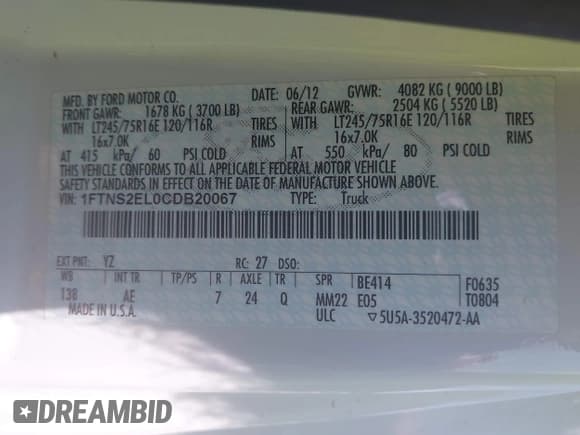 MFD. BY FORD MOTOR CO. DATE: 06/12 GVWR: 4082 KG ( 9000 LB)
FRONT GAWR: 1678 KG ( 3700 LB) REAR GAWR: 2504 KG ( 5520 LB)
WITH LT245/75R16E 120/116R TIRES WITH LT245/75R16E 120/116R TIRES
16x7.0K RIMS 16x7.0K RIMS
AT 415 kPa/ 60 PSI COLD AT 550 kPa/ 80 PSI COLD
THIS VEHICLE CONFORMS TO ALL APPLICABLE FEDERAL MOTOR VEHICLE
SAFETY STANDARDS IN EFFECT ON THE DATE OF MANUFACTURE SHOWN ABOVE.
VIN: 1FTNS2EL0CDB20067 TYPE: Truck
EXT PNT: YZ RC: 27 DSO:
WB INT TR TP/PS R AXLE TR SPR BE414 F0635
138 AE 7 24 Q MM22 E05 T0804
MADE IN U.S.A. ULC ▽5U5A-3520472-AA
DREAMBID